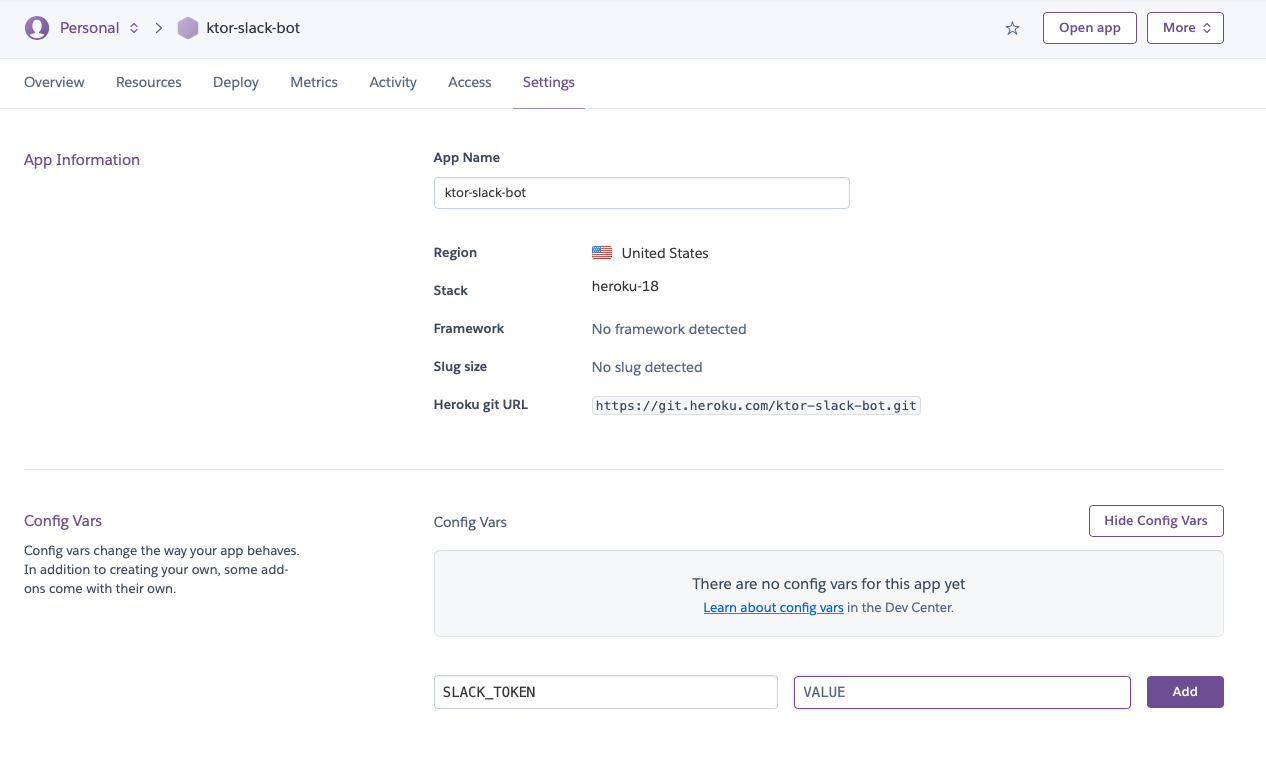 Personal
ktor-slack-bot
Open app
More
Overview
Resources
Deploy
Metrics
Activity
Access
Settings
App Information
App Name
ktor-slack-bot
Region
United States
Stack
heroku-18
Framework
No framework detected
Slug size
No slug detected
Heroku git URL
https://git.heroku.com/ktor-slack-bot.git
Config Vars
Config vars change the way your app behaves.
In addition to creating your own, some add-
ons come with their own.
Config Vars
Hide Config Vars
There are no config vars for this app yet
Learn about config vars in the Dev Center.
SLACK_TOKEN
VALUE
Add